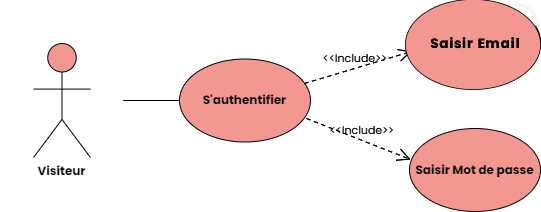 Saisir Email
<<Include>>
S'authentifier
<<Include>>
Visiteur
Saisir Mot de passe